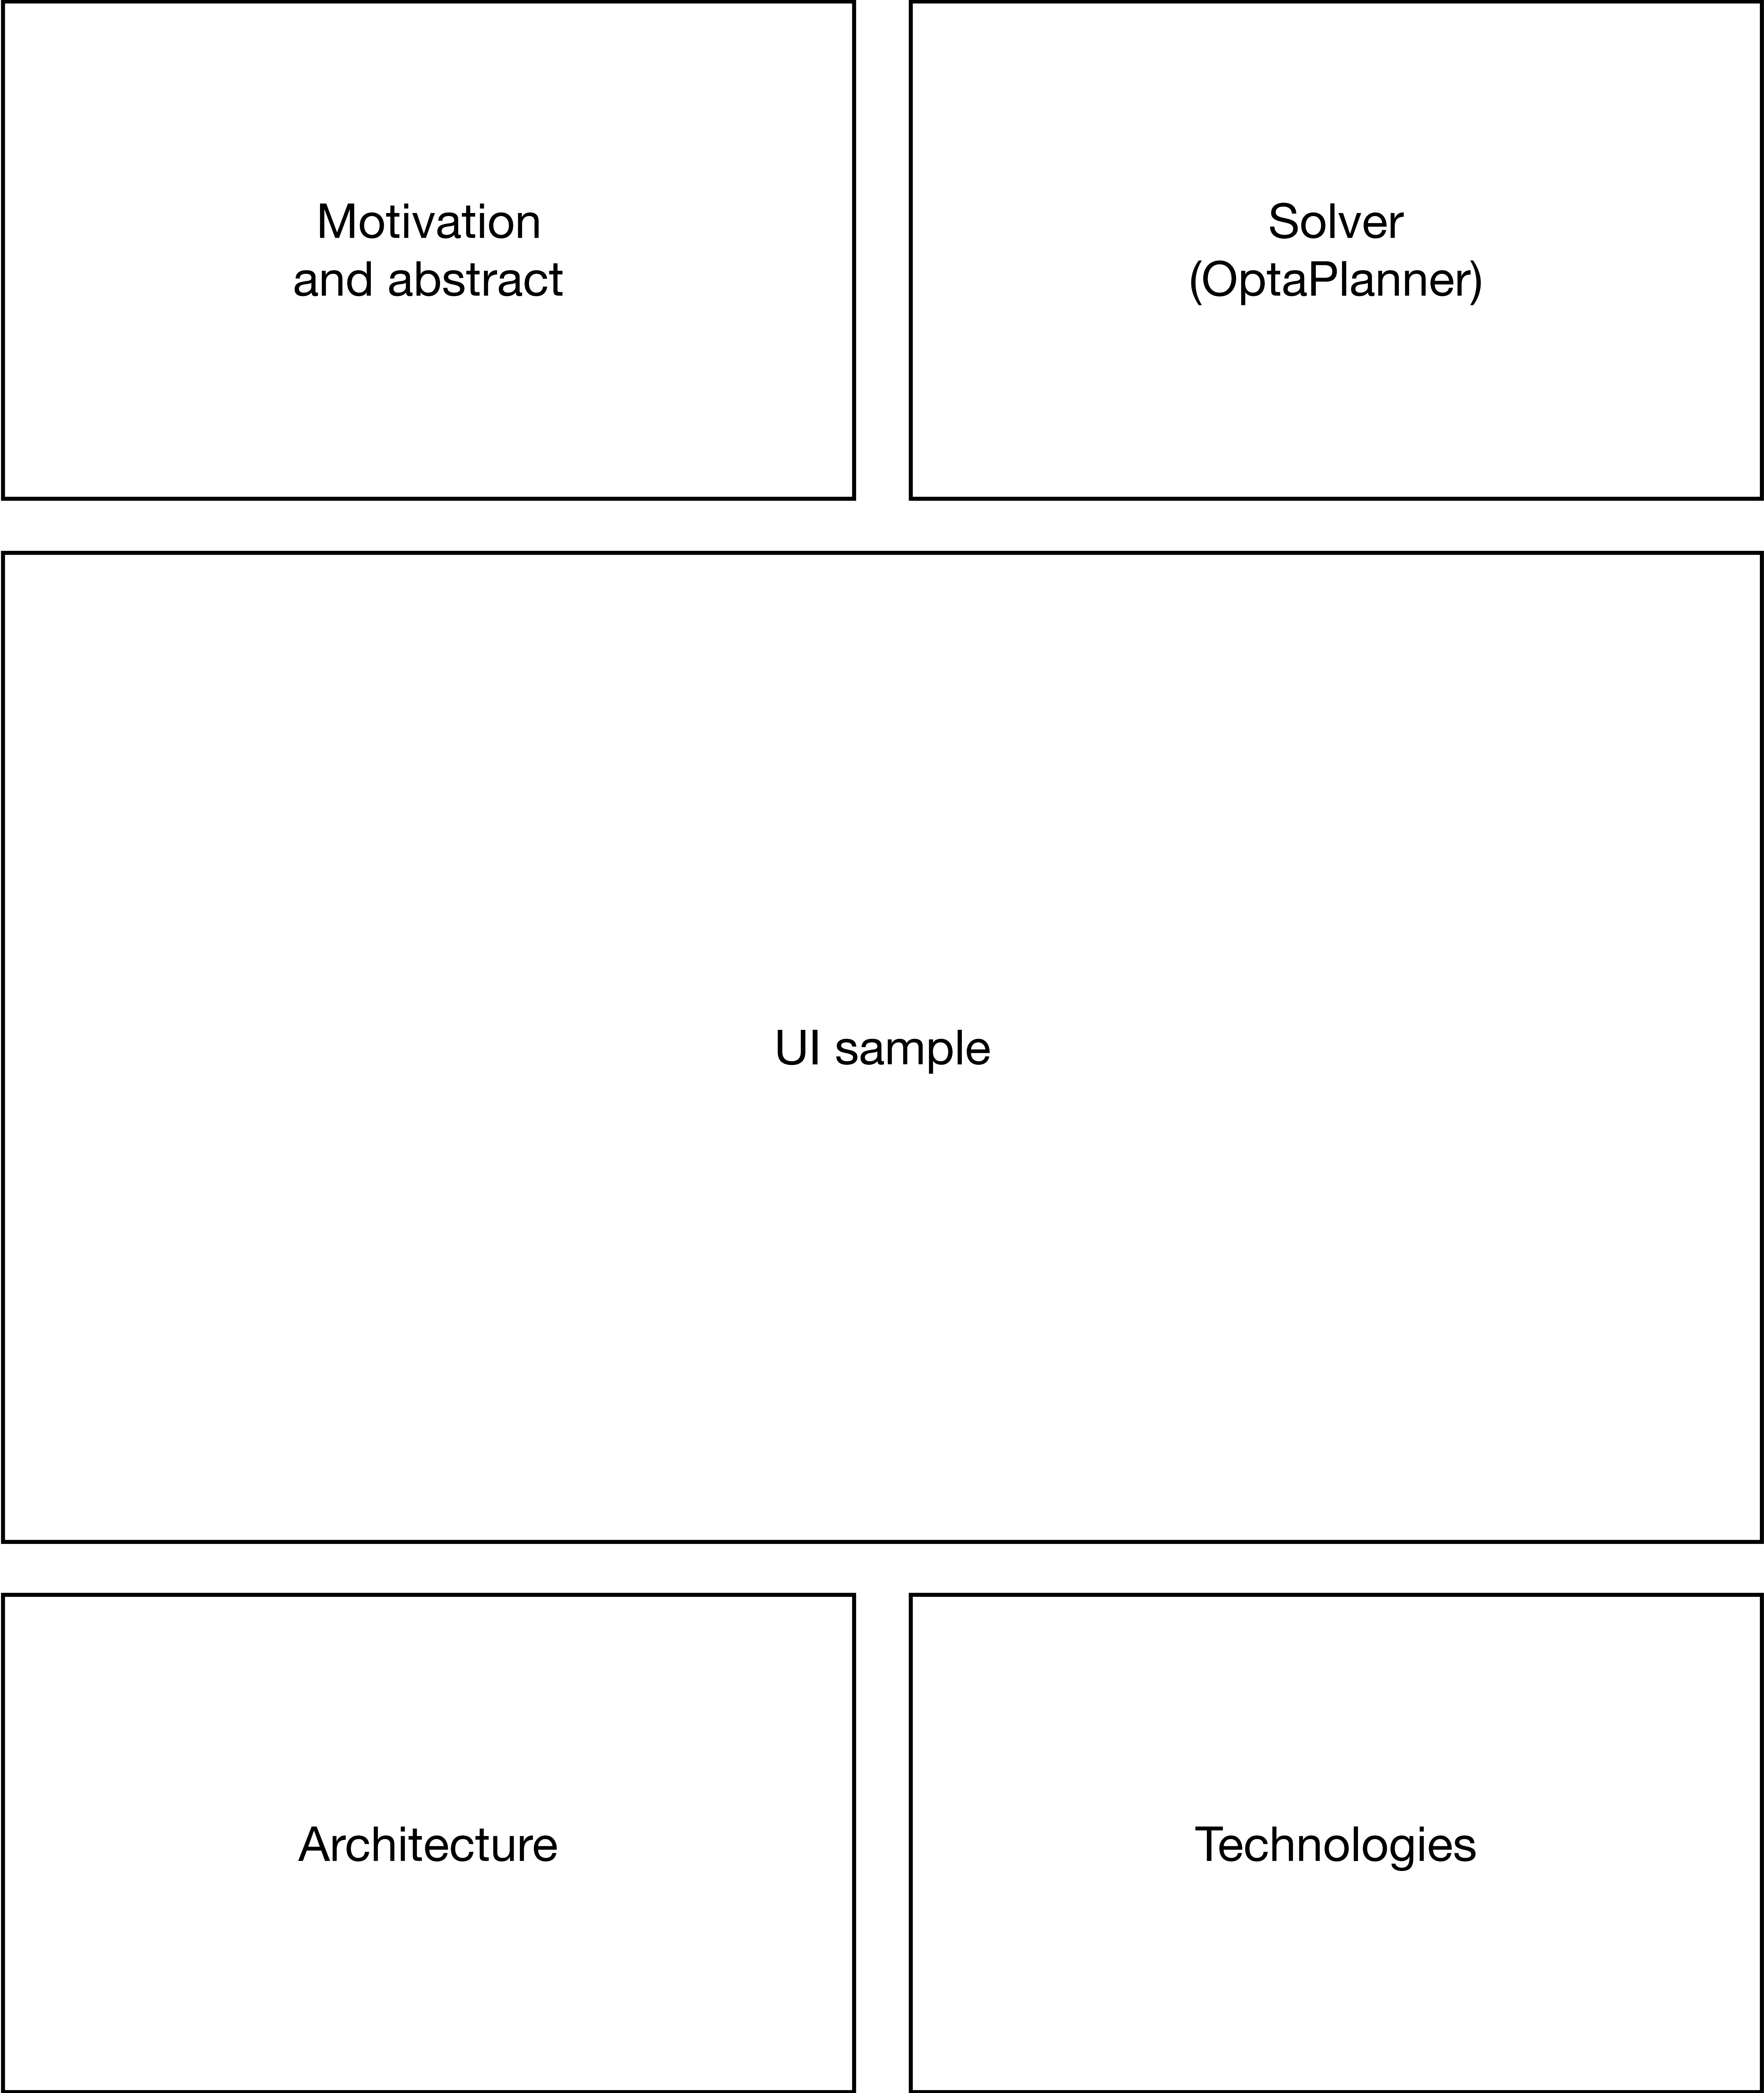 Motivation
and abstract
Solver
(OptaPlanner)
UI sample
Architecture
Technologies